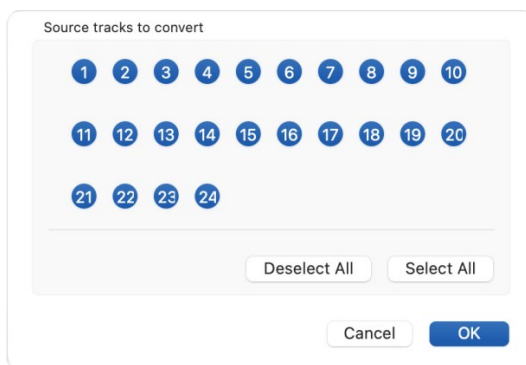 Source tracks to convert
1 2 3 4 5 6 7 8 9 10
11 12 13 14 15 16 17 18 19 20
21 22 23 24
Deselect All Select All
Cancel OK